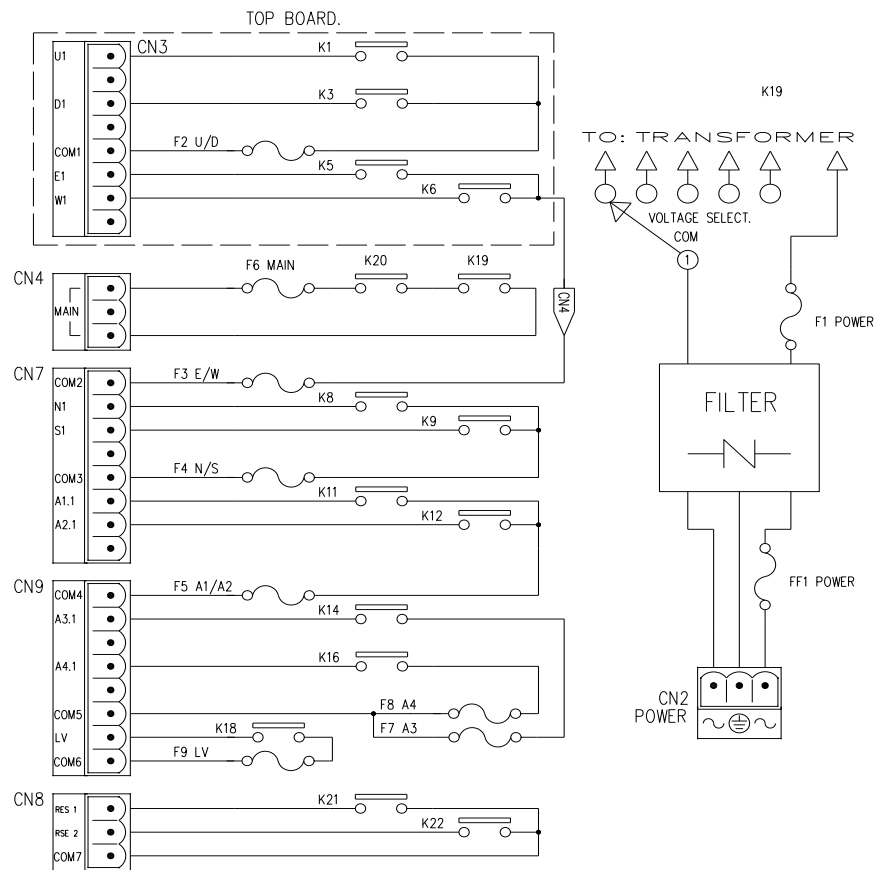 TOP BOARD.
CN3
U1
K1
D1
K3
K19
COM1
F2 U/D
TO: TRANSFORMER
E1
K5
W1
K6
VOLTAGE SELECT.
COM
1
CN4
F6 MAIN
K20
K19
MAIN
CN4
F1 POWER
CN7
COM2
F3 E/W
N1
K8
S1
K9
FILTER
COM3
F4 N/S
A1.1
K11
A2.1
K12
CN9
COM4
F5 A1/A2
FF1 POWER
A3.1
K14
A4.1
K16
COM5
F8 A4
CN2
POWER
LV
K18
F7 A3
COM6
F9 LV
CN8
RES 1
K21
RSE 2
K22
COM7